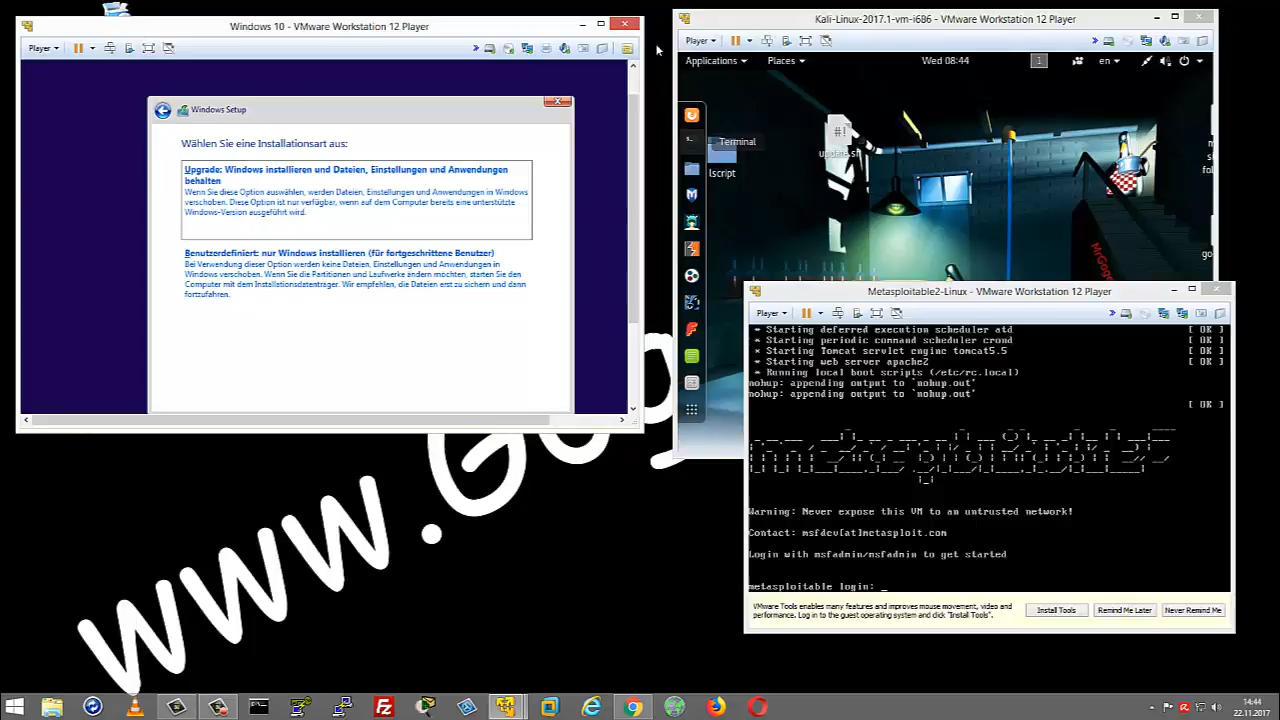 Windows 10 - VMware Workstation 12 Player
Player
Windows Setup
Wählen Sie eine Installationsart aus:
Upgrade: Windows installieren und Dateien, Einstellungen und Anwendungen
behalten
Wenn Sie diese Option auswählen, werden Dateien, Einstellungen und Anwendungen in Windows
verschoben. Diese Option ist nur verfügbar, wenn auf dem Computer bereits eine unterstützte
Windows-Version ausgeführt wird.
Benutzerdefiniert: nur Windows installieren (für fortgeschrittene Benutzer)
Bei Verwendung dieser Option werden keine Dateien, Einstellungen und Anwendungen in
Windows verschoben. Wenn Sie die Partitionen und Laufwerke ändern möchten, starten Sie den
Computer mit dem Installationsdatenträger. Wir empfehlen, die Dateien erst zu sichern und dann
fortzufahren.
Kali-Linux-2017.1-vm-i686 - VMware Workstation 12 Player
Player
Applications
Places
Wed 08:44
1
en
Terminal
#!
update.sh
lscript
Metasploitable2-Linux - VMware Workstation 12 Player
Player
* Starting deferred execution scheduler atd [ OK ]
* Starting periodic command scheduler crond [ OK ]
* Starting Tomcat servlet engine tomcat5.5 [ OK ]
* Starting web server apache2 [ OK ]
* Running local boot scripts (/etc/rc.local)
nohup: appending output to `nohup.out'
nohup: appending output to `nohup.out'
[ OK ]
metasploitable2
Warning: Never expose this VM to an untrusted network!
Contact: msfdev[at]metasploit.com
Login with msfadmin/msfadmin to get started
metasploitable login: _
VMware Tools enables many features and improves mouse movement, video and
performance. Log in to the guest operating system and click "Install Tools".
Install Tools
Remind Me Later
Never Remind Me
www.Go
14:44
22.11.2017